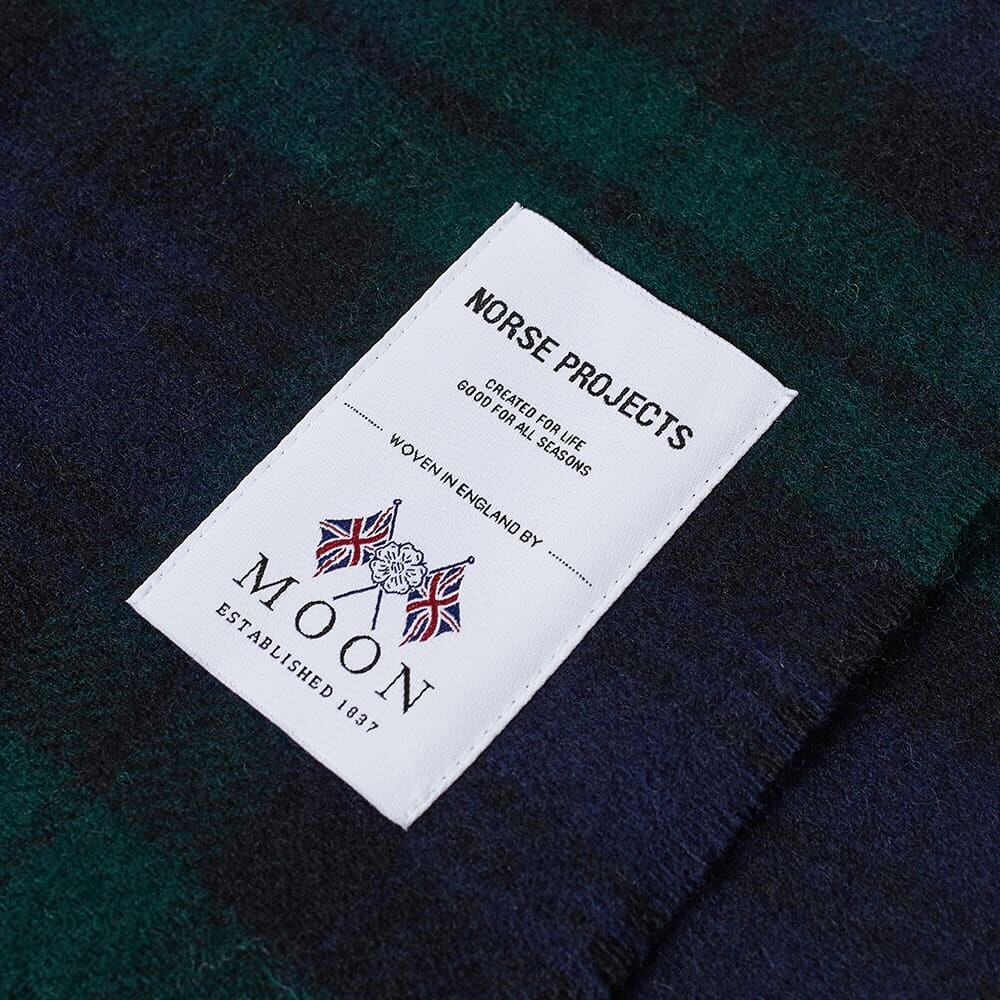 NORSE PROJECTS
CREATED FOR LIFE
GOOD FOR ALL SEASONS
WOVEN IN ENGLAND BY
MOON
ESTABLISHED 1837